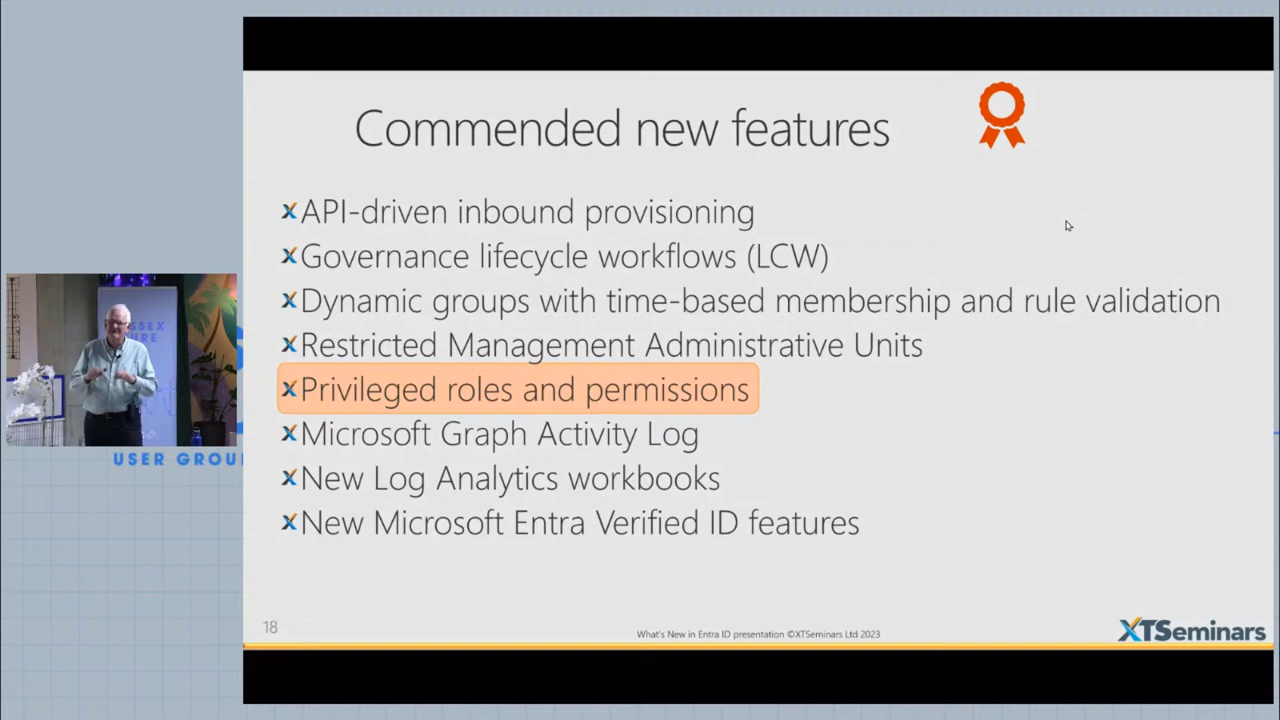 Commended new features
API-driven inbound provisioning
Governance lifecycle workflows (LCW)
Dynamic groups with time-based membership and rule validation
Restricted Management Administrative Units
Privileged roles and permissions
Microsoft Graph Activity Log
New Log Analytics workbooks
New Microsoft Entra Verified ID features
18
What's New in Entra ID presentation ©XTSeminars Ltd 2023
XTSeminars
USER GROU